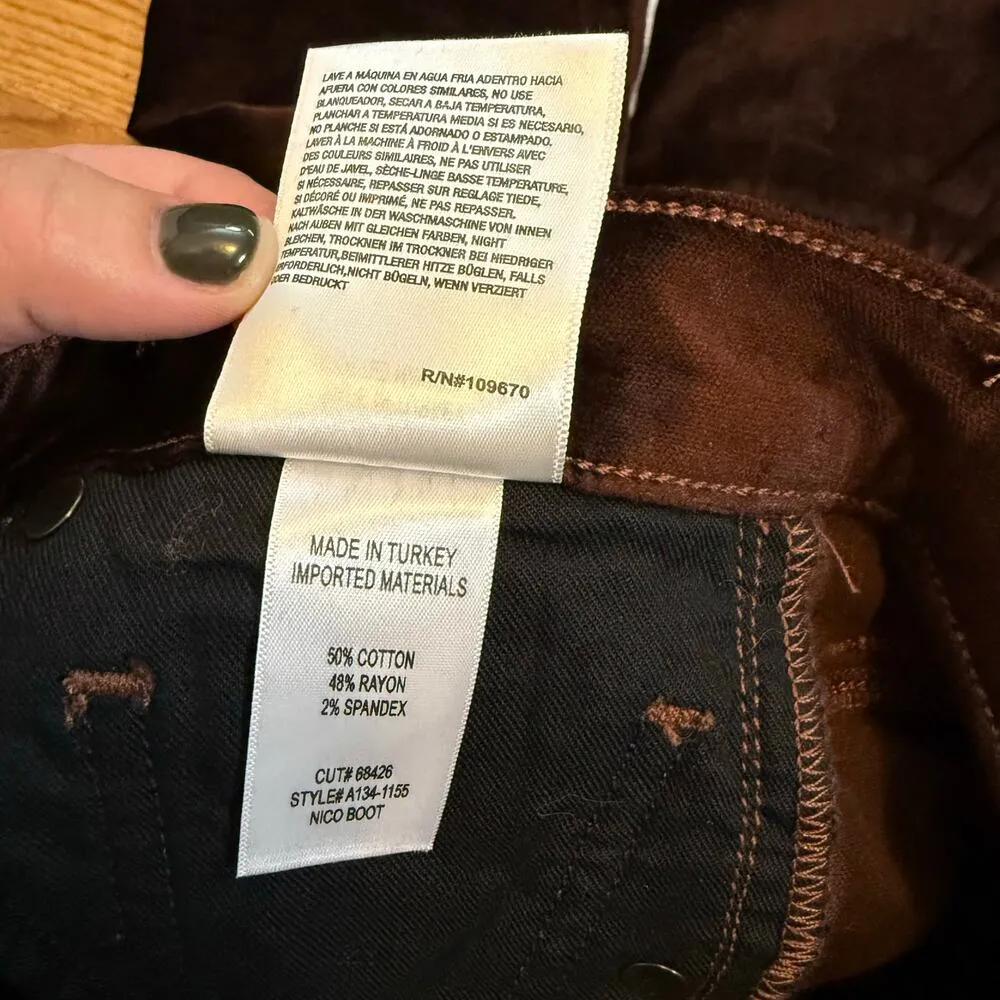 LAVE A MÁQUINA EN AGUA FRIA ADENTRO HACIA
AFUERA CON COLORES SIMILARES, NO USE
BLANQUEADOR, SECAR A BAJA TEMPERATURA,
PLANCHAR A TEMPERATURA MEDIA SI ES NECESARIO,
NO PLANCHE SI ESTÁ ADORNADO O ESTAMPADO.
LAVER À LA MACHINE À FROID À L'ENVERS AVEC
DES COULEURS SIMILAIRES, NE PAS UTILISER
D'EAU DE JAVEL, SÈCHE-LINGE BASSE TEMPERATURE,
SI NÉCESSAIRE, REPASSER SUR REGLAGE TIEDE,
SI DÉCORÉ OU IMPRIMÉ, NE PAS REPASSER.
KALTWÄSCHE IN DER WASCHMASCHINE VON INNEN
NACH AUßEN MIT GLEICHEN FARBEN, NIGHT
BLEICHEN, TROCKNEN IM TROCKNER BEI NIEDRIGER
TEMPERATUR,BEIMITTLERER HITZE BÜGLEN, FALLS
ERFORDERLICH,NICHT BÜGELN, WENN VERZIERT
ODER BEDRUCKT
R/N#109670
MADE IN TURKEY
IMPORTED MATERIALS
50% COTTON
48% RAYON
2% SPANDEX
CUT# 68426
STYLE# A134-1155
NICO BOOT